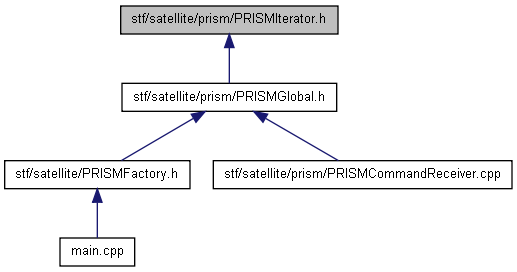 stf/satellite/prism/PRISMIterator.h
stf/satellite/prism/PRISMGlobal.h
stf/satellite/PRISMFactory.h
stf/satellite/prism/PRISMCommandReceiver.cpp
main.cpp